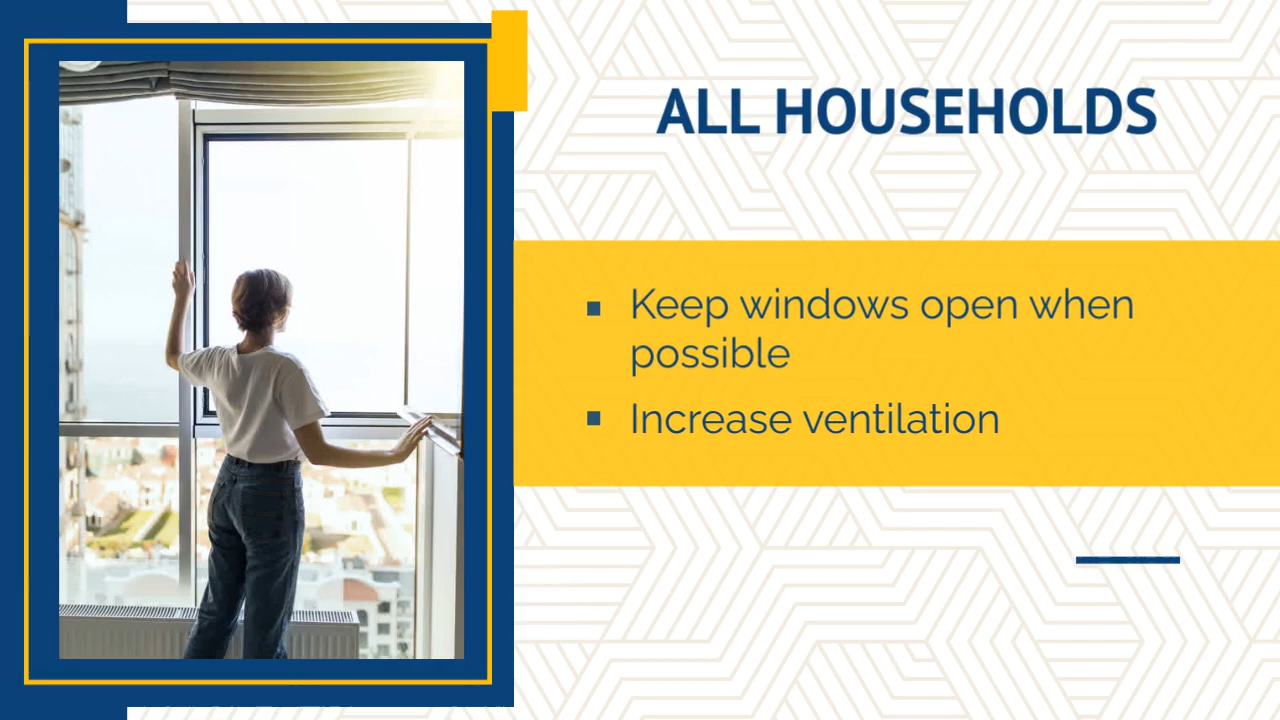 ALL HOUSEHOLDS
▪ Keep windows open when
possible
▪ Increase ventilation